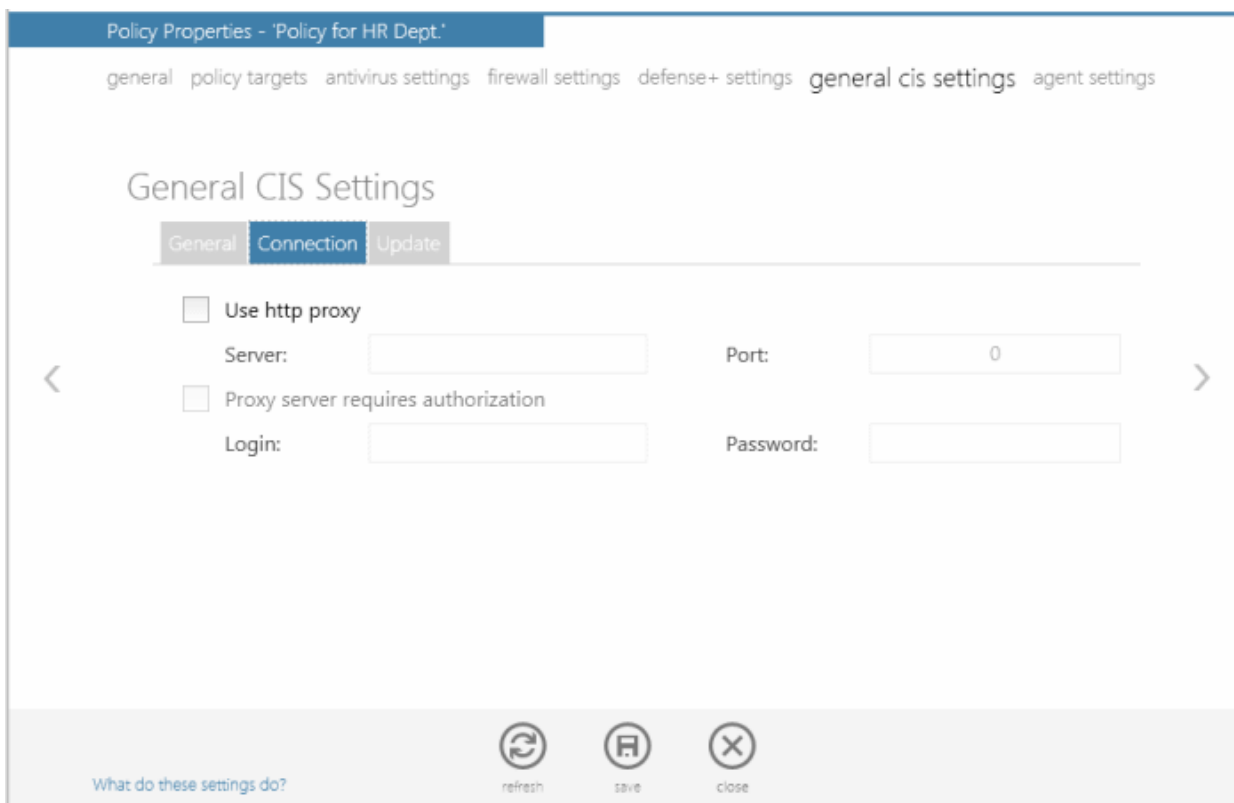 Policy Properties - 'Policy for HR Dept.'
general policy targets antivirus settings firewall settings defense+ settings general cis settings agent settings
General CIS Settings
General Connection Update
Use http proxy
Server: Port: 0
Proxy server requires authorization
Login: Password:
What do these settings do? refresh save close